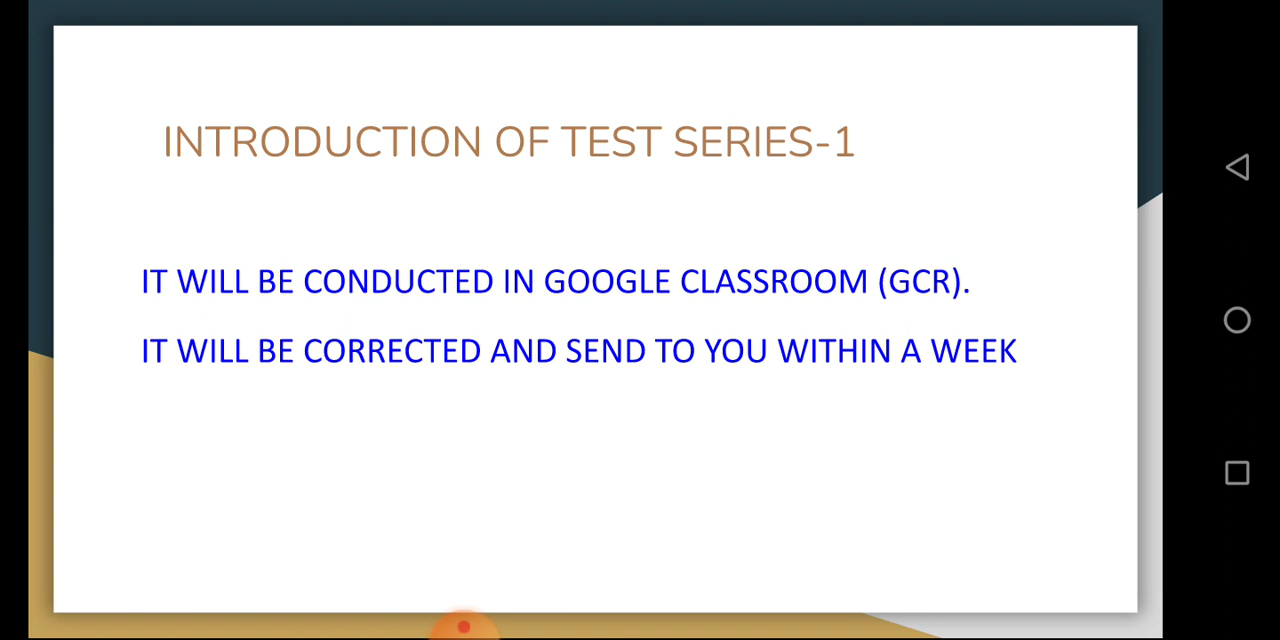 INTRODUCTION OF TEST SERIES-1
IT WILL BE CONDUCTED IN GOOGLE CLASSROOM (GCR).
IT WILL BE CORRECTED AND SEND TO YOU WITHIN A WEEK